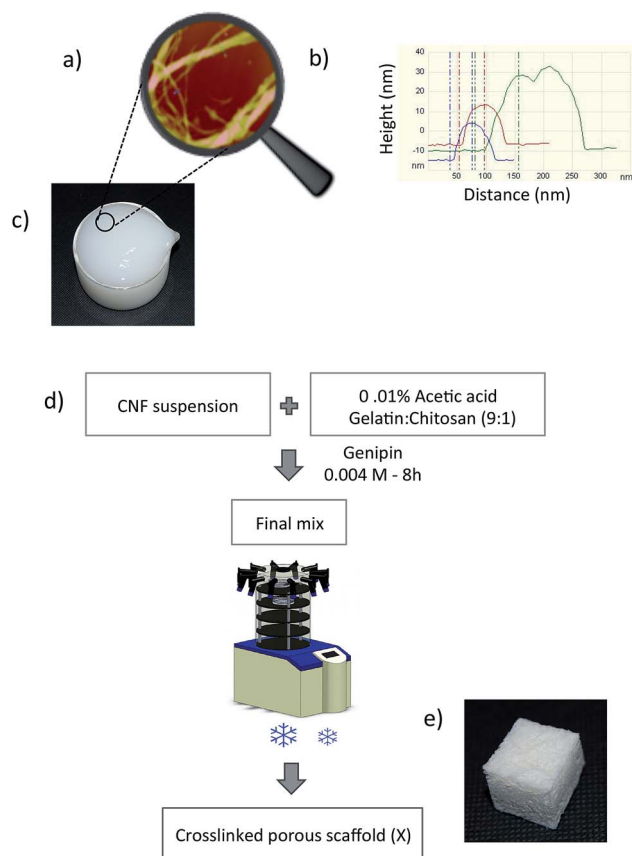 a)
b)
Height (nm)
40
30
20
10
0
-10
nm
50
100
150
200
250
300
nm
Distance (nm)
c)
d)
CNF suspension
0 .01% Acetic acid
Gelatin:Chitosan (9:1)
Genipin
0.004 M - 8h
Final mix
e)
Crosslinked porous scaffold (X)